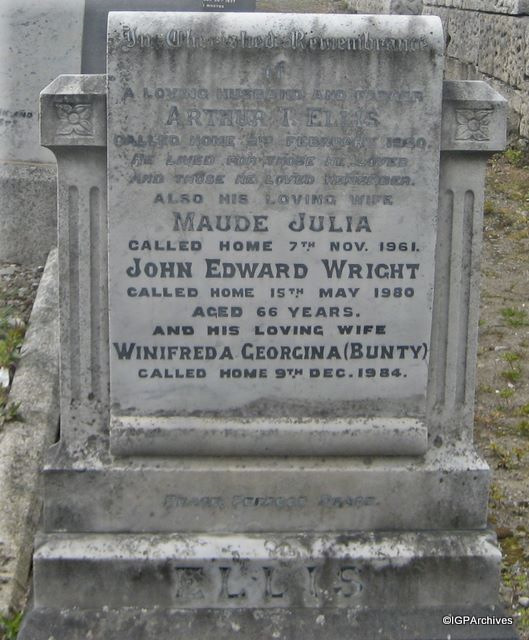 In Cherished Remembrance
of
A LOVING HUSBAND AND FATHER
ARTHUR T. ELLIS
CALLED HOME FEBRUARY
HE LIVED FOR THOSE HE LOVED
AND THOSE HE LOVED REMEMBER.
ALSO HIS LOVING WIFE
MAUDE JULIA
CALLED HOME 7TH NOV. 1961.
JOHN EDWARD WRIGHT
CALLED HOME 15TH MAY 1980
AGED 66 YEARS.
AND HIS LOVING WIFE
WINIFREDA GEORGINA (BUNTY)
CALLED HOME 9TH DEC. 1984.
PEACE PERFECT PEACE.
ELLIS
©IGPArchives